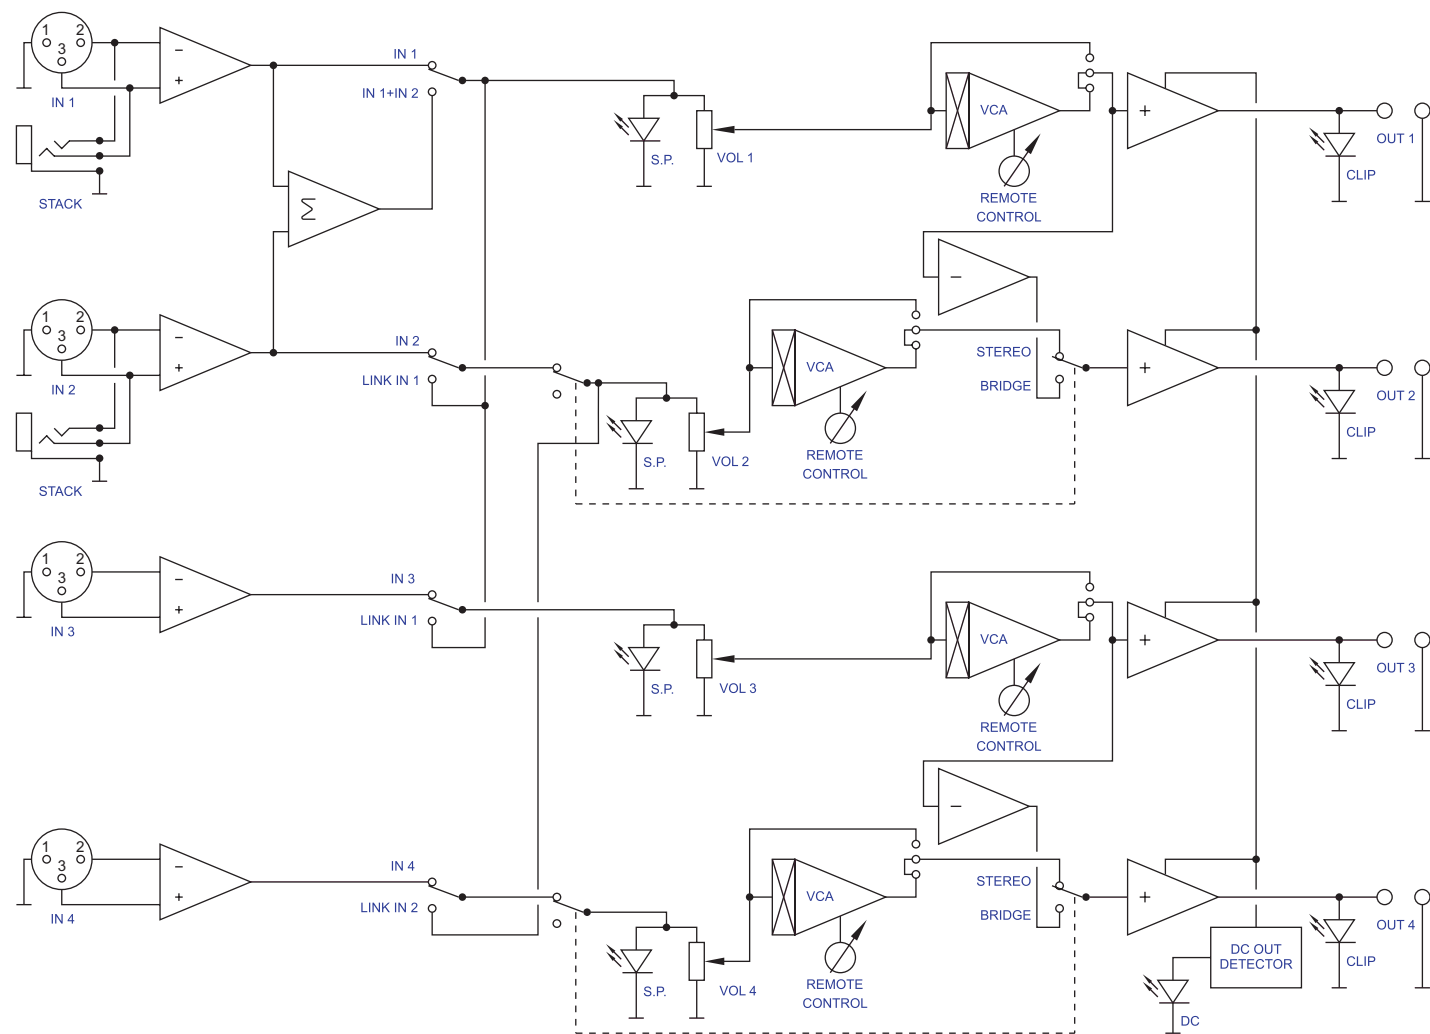 1 2
3
IN 1
STACK
−
+
Σ
IN 1
IN 1+IN 2
S.P.
VOL 1
VCA
REMOTE
CONTROL
+
OUT 1
CLIP
1 2
3
IN 2
STACK
−
+
IN 2
LINK IN 1
S.P.
VOL 2
VCA
REMOTE
CONTROL
−
STEREO
BRIDGE
+
OUT 2
CLIP
1 2
3
IN 3
−
+
IN 3
LINK IN 1
S.P.
VOL 3
VCA
REMOTE
CONTROL
+
OUT 3
CLIP
1 2
3
IN 4
−
+
IN 4
LINK IN 2
S.P.
VOL 4
VCA
REMOTE
CONTROL
−
STEREO
BRIDGE
+
OUT 4
CLIP
DC OUT
DETECTOR
DC